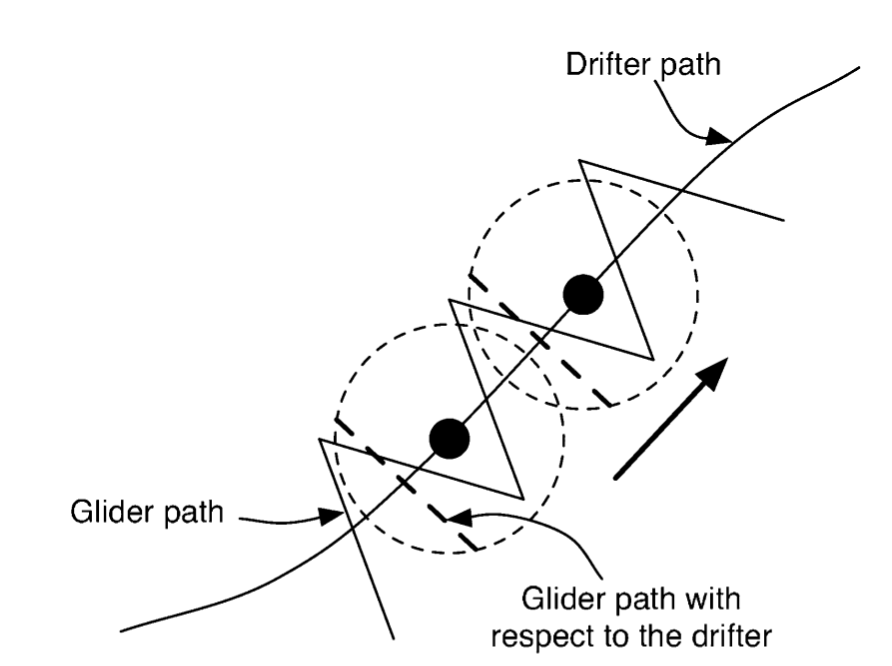 Drifter path
Glider path
Glider path with
respect to the drifter